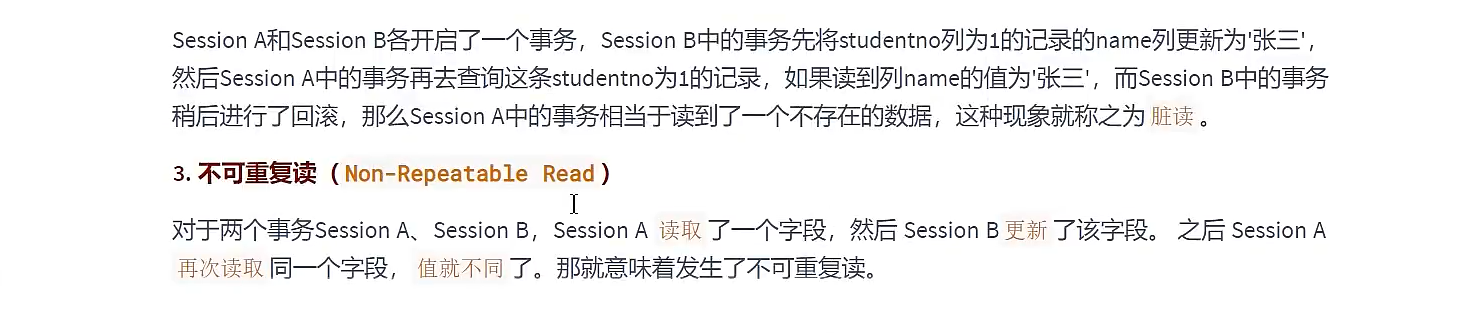 Session A和Session B各开启了一个事务，Session B中的事务先将studentno列为1的记录的name列更新为'张三'，
然后Session A中的事务再去查询这条studentno为1的记录，如果读到列name的值为'张三'，而Session B中的事务
稍后进行了回滚，那么Session A中的事务相当于读到了一个不存在的数据，这种现象就称之为 脏读 。
3. 不可重复读（ Non-Repeatable Read ）
对于两个事务Session A、Session B，Session A 读取 了一个字段，然后 Session B 更新 了该字段。 之后 Session A
再次读取 同一个字段， 值就不同 了。那就意味着发生了不可重复读。